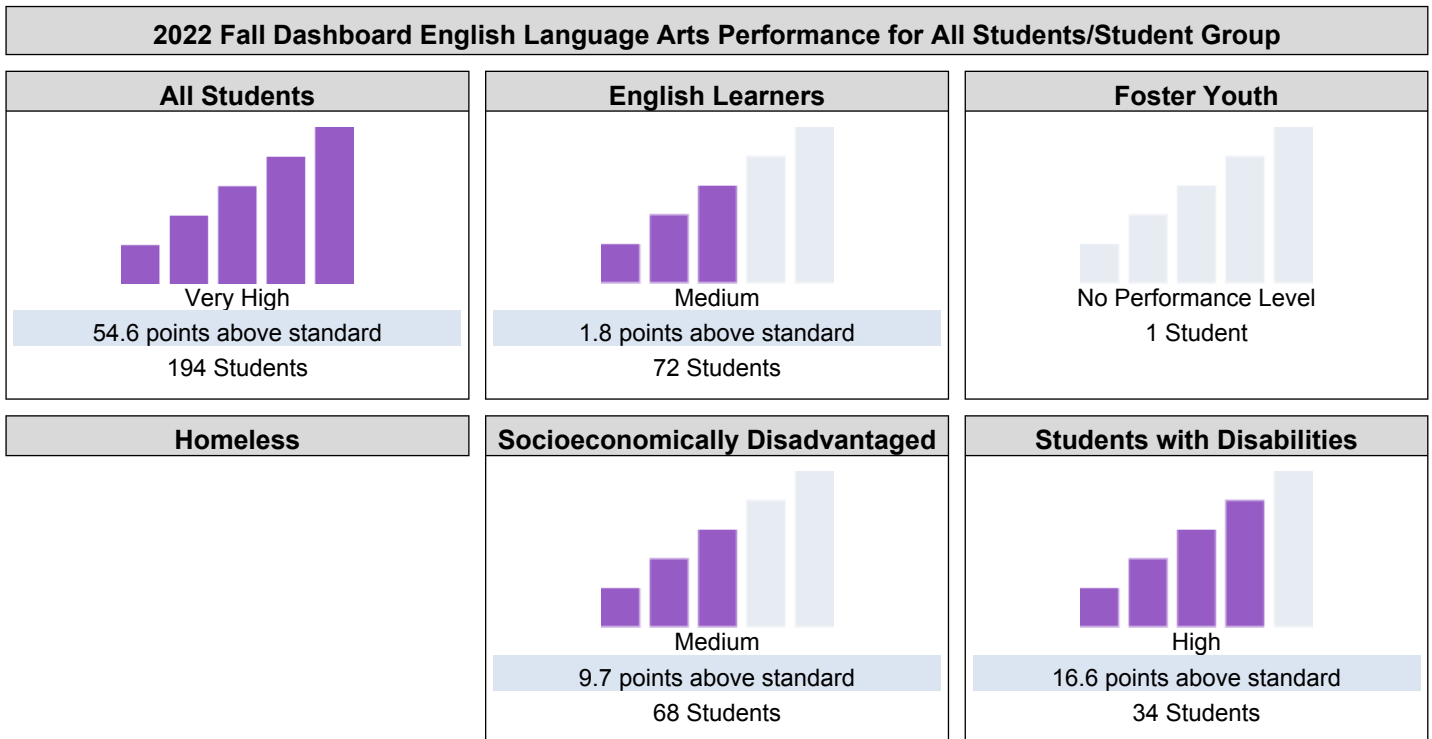 2022 Fall Dashboard English Language Arts Performance for All Students/Student Group
All Students
Very High
54.6 points above standard
194 Students
English Learners
Medium
1.8 points above standard
72 Students
Foster Youth
No Performance Level
1 Student
Homeless
Socioeconomically Disadvantaged
Medium
9.7 points above standard
68 Students
Students with Disabilities
High
16.6 points above standard
34 Students